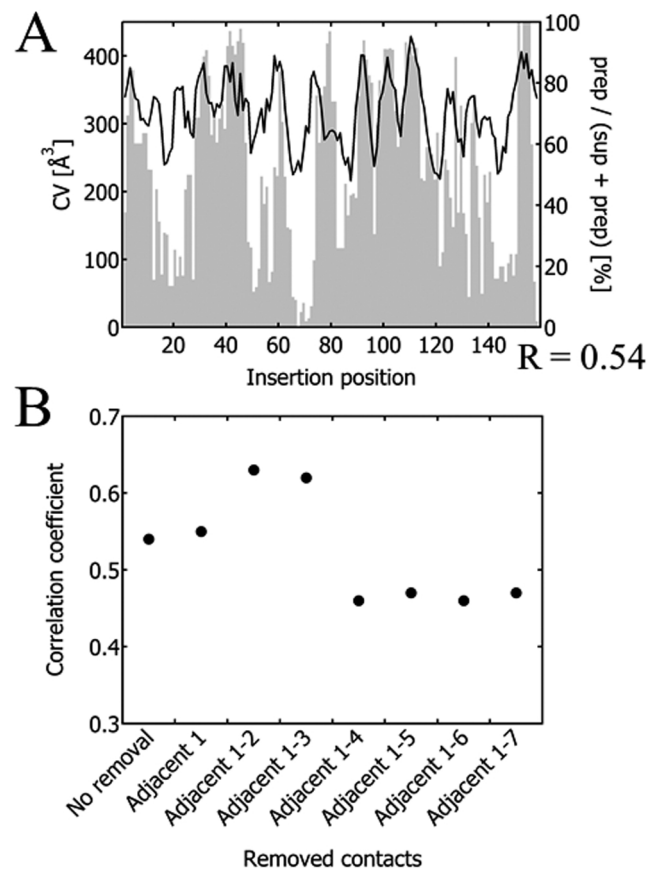 A
CV [Å3]
400
300
200
100
0
100
80
60
40
20
0
prep / (sup + prep) [%]
20 40 60 80 100 120 140
Insertion position
R = 0.54
B
Correlation coefficient
0.7
0.6
0.5
0.4
0.3
No removal
Adjacent 1
Adjacent 1-2
Adjacent 1-3
Adjacent 1-4
Adjacent 1-5
Adjacent 1-6
Adjacent 1-7
Removed contacts